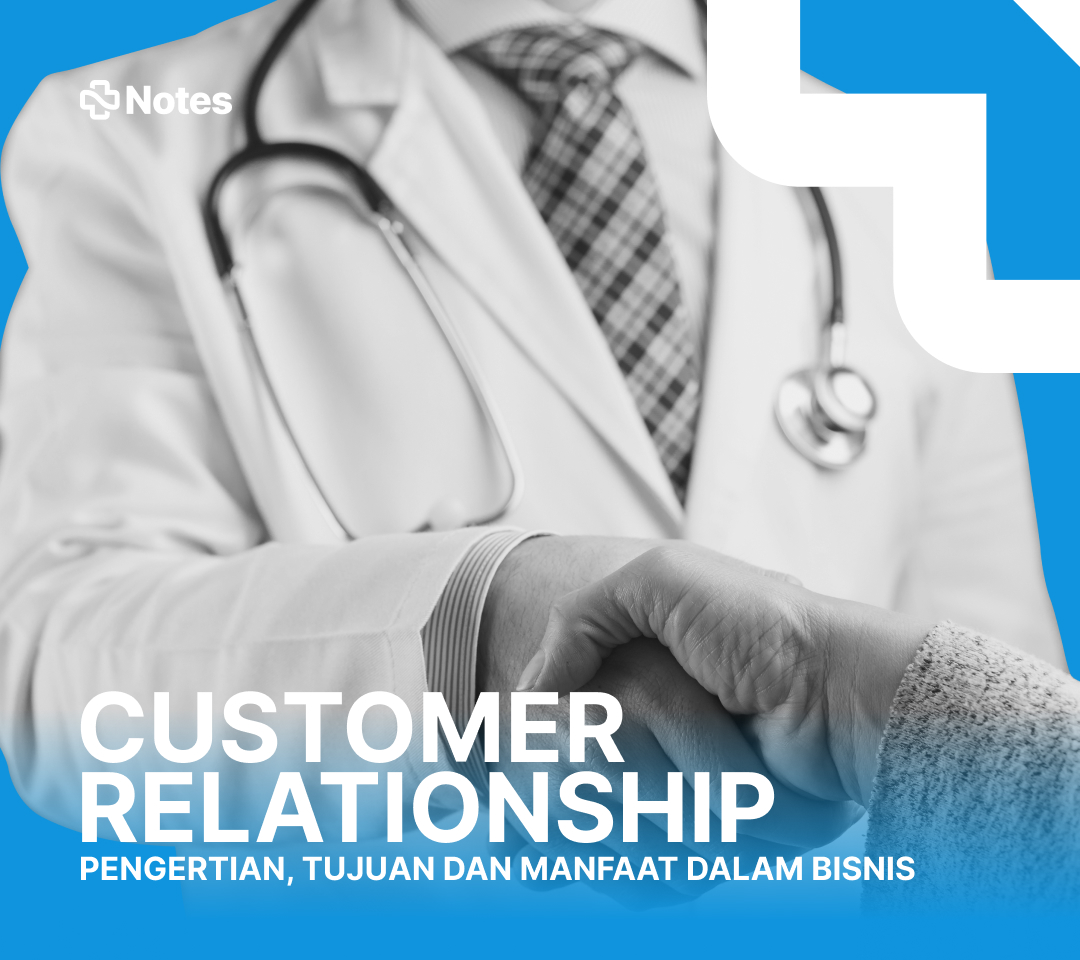 Notes
CUSTOMER
RELATIONSHIP
PENGERTIAN, TUJUAN DAN MANFAAT DALAM BISNIS